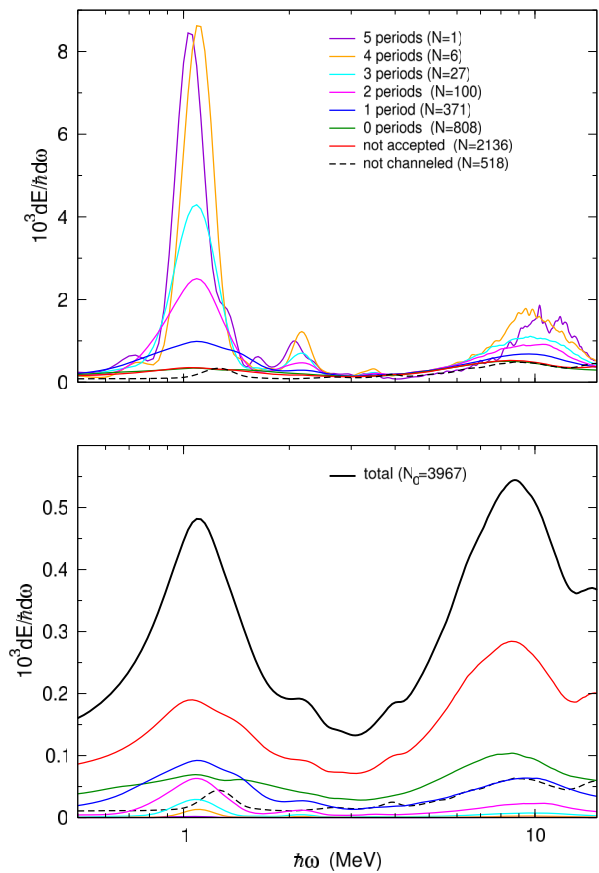 5 periods (N=1)
4 periods (N=6)
3 periods (N=27)
2 periods (N=100)
1 period (N=371)
0 periods (N=808)
not accepted (N=2136)
not channeled (N=518)
10³dE/ℏdω
8
6
4
2
0
total (N₀=3967)
10³dE/ℏdω
0.5
0.4
0.3
0.2
0.1
0
1
10
ℏω (MeV)